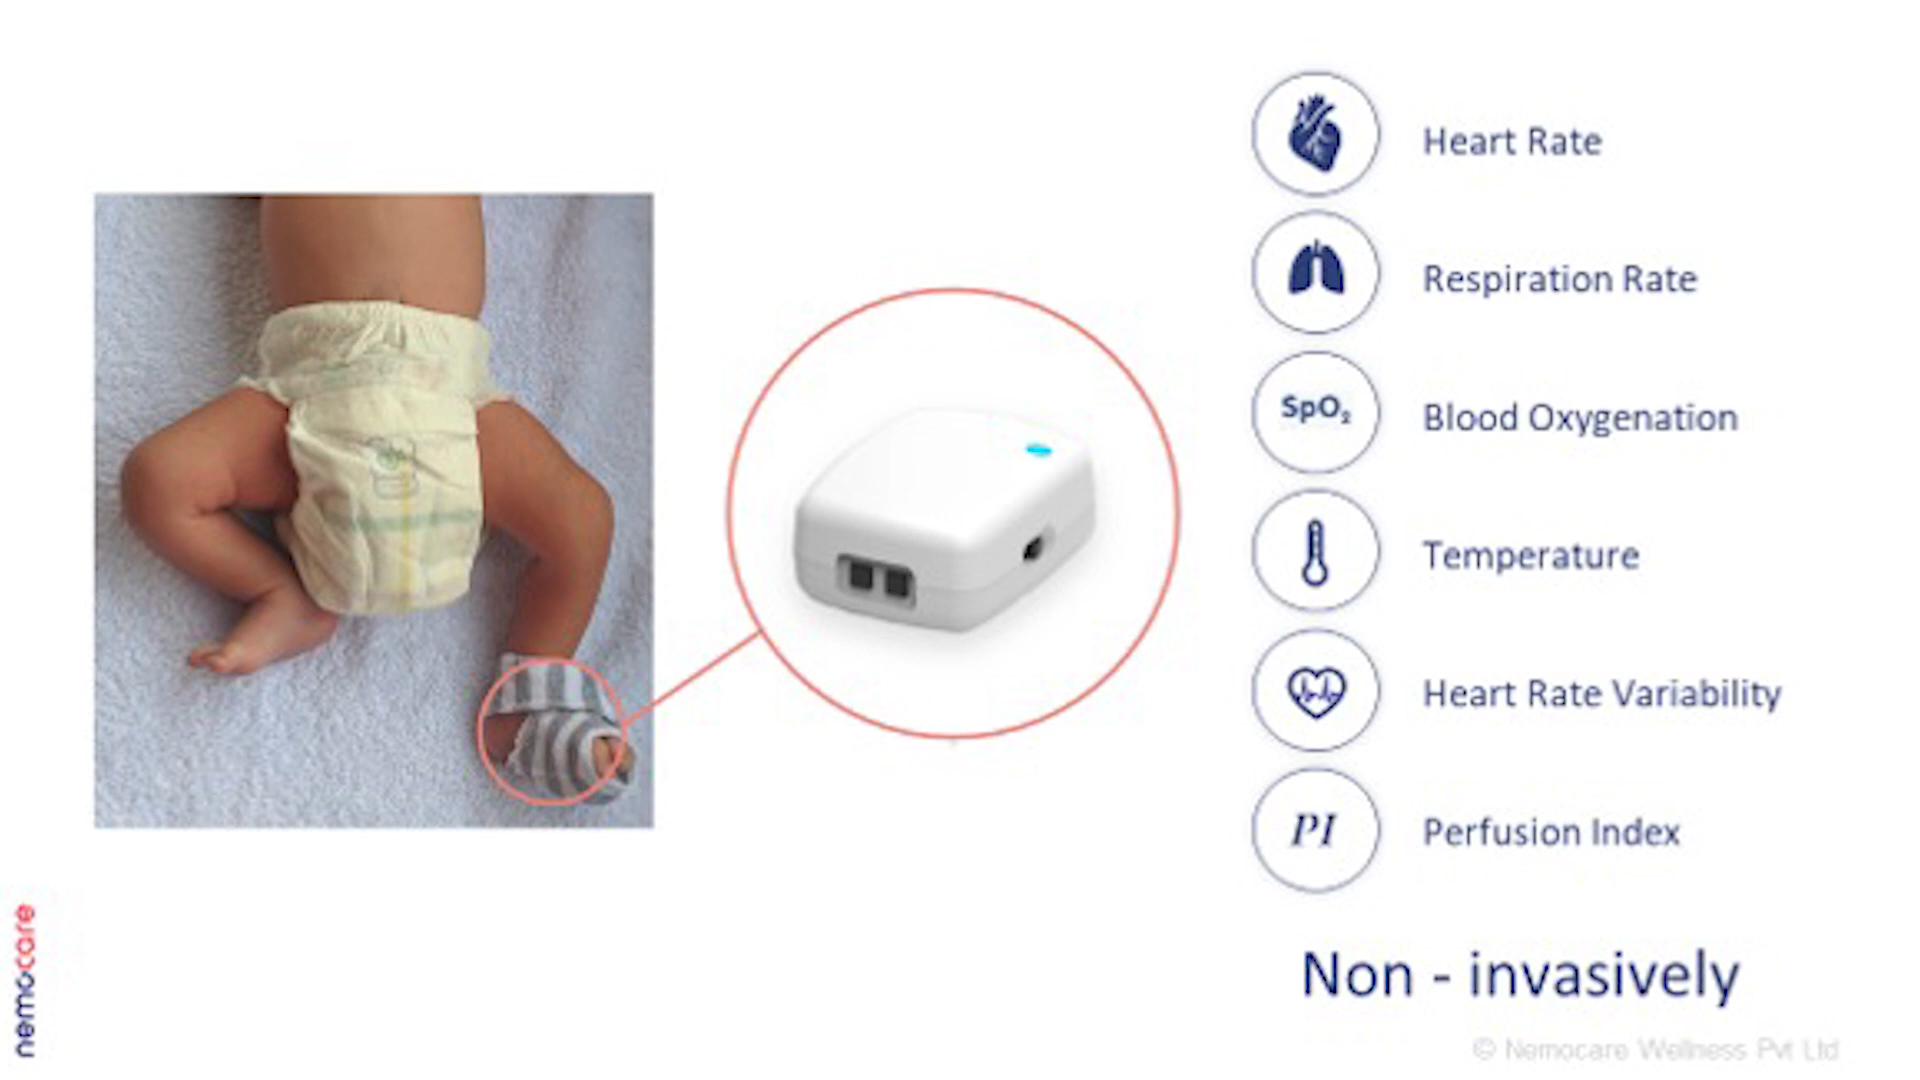 Heart Rate
Respiration Rate
SpO₂
Blood Oxygenation
Temperature
Heart Rate Variability
PI
Perfusion Index
Non - invasively
nemocare
© Nemocare Wellness Pvt Ltd